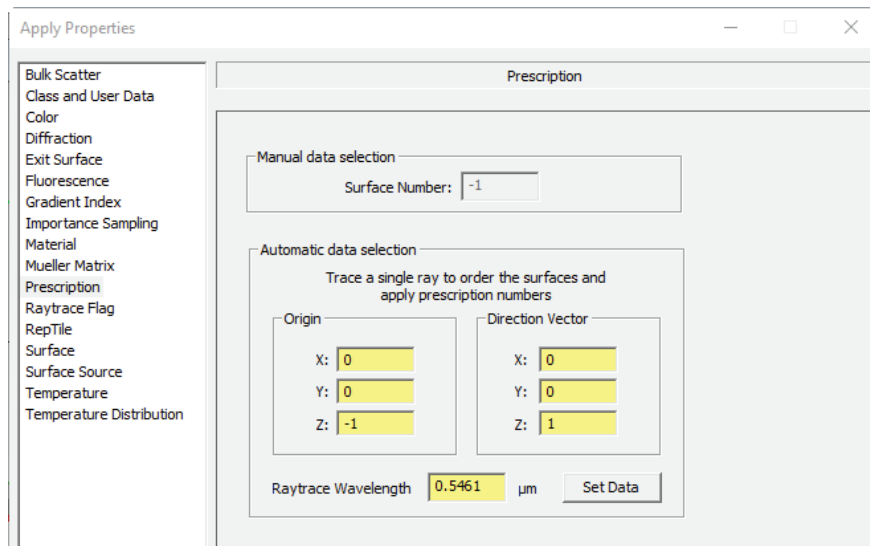 Apply Properties
Bulk Scatter
Class and User Data
Color
Diffraction
Exit Surface
Fluorescence
Gradient Index
Importance Sampling
Material
Mueller Matrix
Prescription
Raytrace Flag
RepTile
Surface
Surface Source
Temperature
Temperature Distribution
Prescription
Manual data selection
Surface Number: -1
Automatic data selection
Trace a single ray to order the surfaces and
apply prescription numbers
Origin
X: 0
Y: 0
Z: -1
Direction Vector
X: 0
Y: 0
Z: 1
Raytrace Wavelength 0.5461 µm Set Data